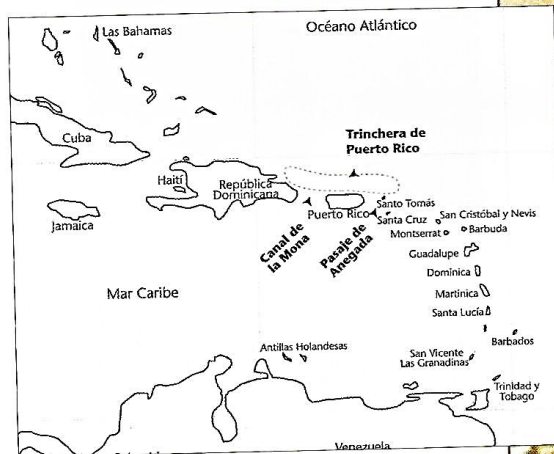 Las Bahamas
Océano Atlántico
Cuba
Trinchera de
Puerto Rico
Haití
República
Dominicana
Jamaica
Puerto Rico
Santo Tomás
Santa Cruz
San Cristóbal y Nevis
Montserrat
Barbuda
Canal de
la Mona
Pasaje de
Anegada
Guadalupe
Dominica
Mar Caribe
Martinica
Santa Lucía
Antillas Holandesas
Barbados
San Vicente
Las Granadinas
Trinidad y
Tobago
Venezuela